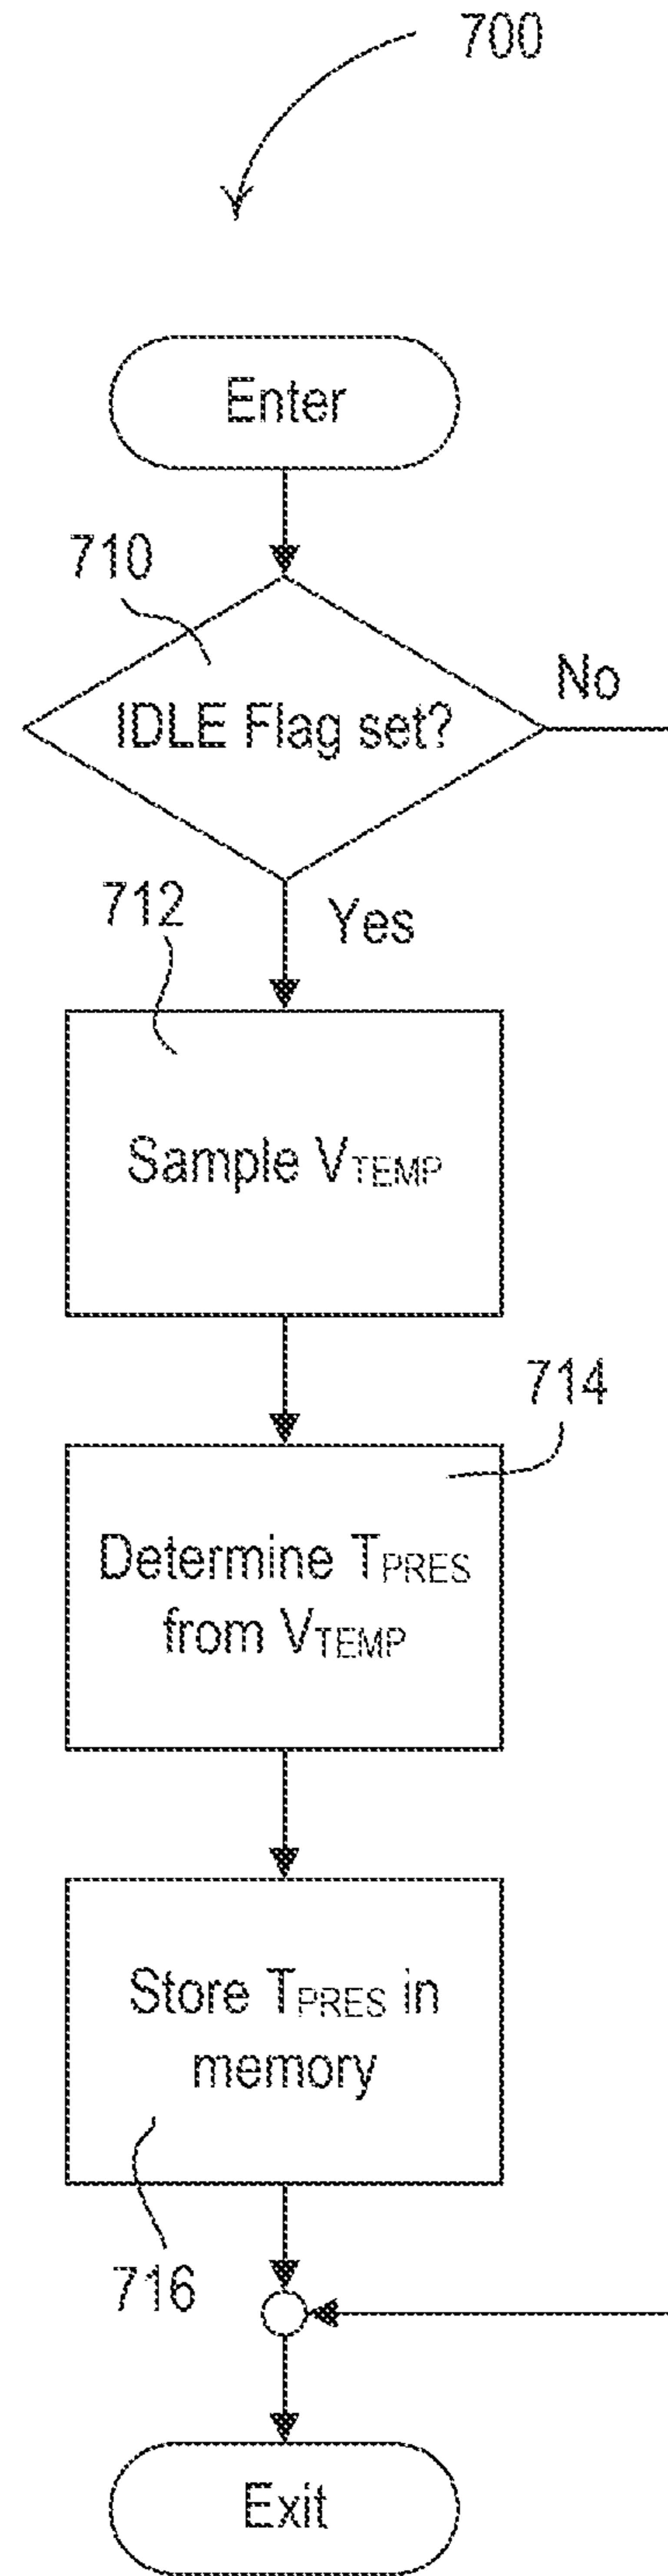 700
Enter
710
IDLE Flag set?
No
712
Yes
Sample VTEMP
714
Determine TPRES
from VTEMP
Store TPRES in
memory
716
Exit